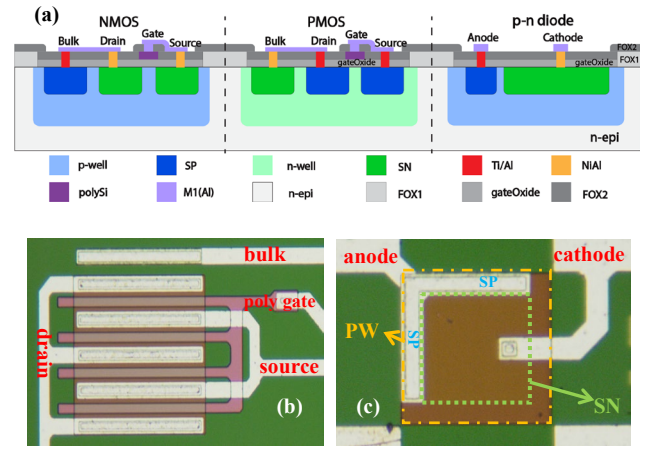 (a)
NMOS
PMOS
p-n diode
Bulk
Drain
Gate
Source
Bulk
Drain
Gate
Source
Anode
Cathode
FOX2
FOX1
gateOxide
gateOxide
n-epi
p-well
SP
n-well
SN
Ti/Al
NiAl
polySi
M1(Al)
n-epi
FOX1
gateOxide
FOX2
bulk
poly gate
drain
source
(b)
anode
cathode
SP
PW
SP
SN
(c)